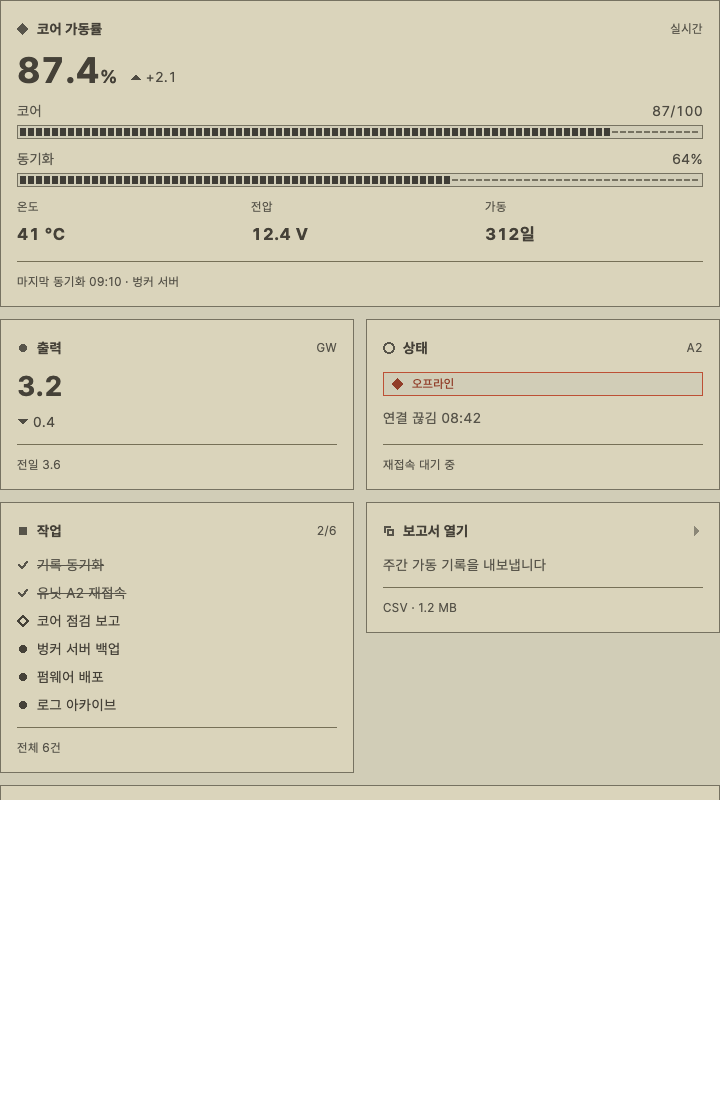 코어 가동률 실시간
87.4% +2.1
코어 87/100
동기화 64%
온도 전압 가동
41 °C 12.4 V 312일
마지막 동기화 09:10 · 벙커 서버
출력 GW
3.2
0.4
전일 3.6
상태 A2
오프라인
연결 끊김 08:42
재접속 대기 중
작업 2/6
기록 동기화
유닛 A2 재접속
코어 점검 보고
벙커 서버 백업
펌웨어 배포
로그 아카이브
전체 6건
보고서 열기
주간 가동 기록을 내보냅니다
CSV · 1.2 MB